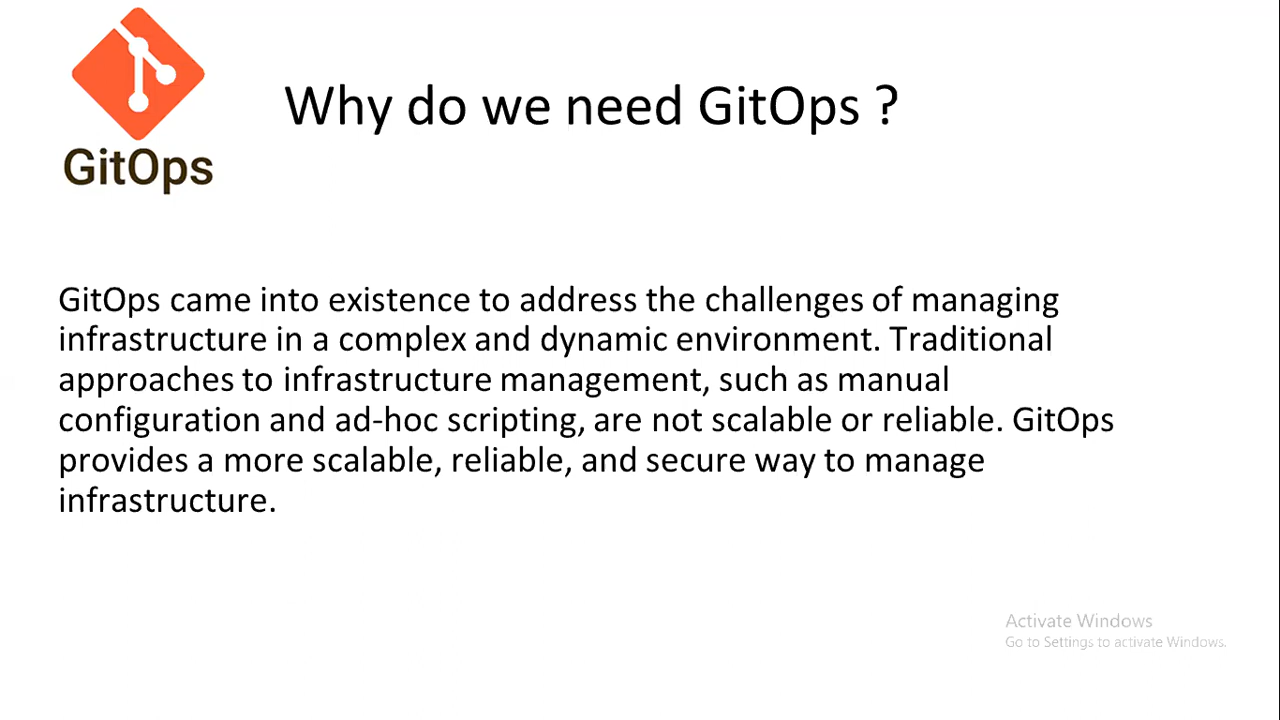 GitOps
Why do we need GitOps ?
GitOps came into existence to address the challenges of managing
infrastructure in a complex and dynamic environment. Traditional
approaches to infrastructure management, such as manual
configuration and ad-hoc scripting, are not scalable or reliable. GitOps
provides a more scalable, reliable, and secure way to manage
infrastructure.
Activate Windows
Go to Settings to activate Windows.